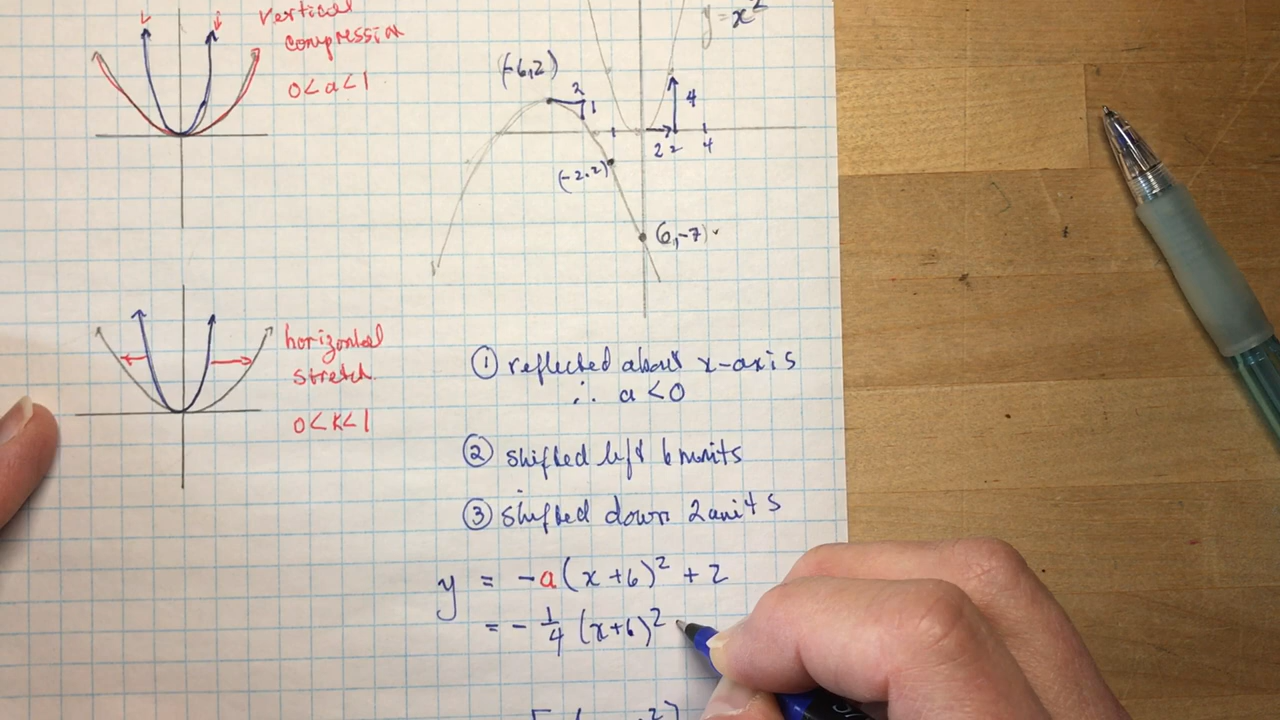 vertical
compression
0<a<1
y = x²
(-6,2)
2
1
4
2 2 4
(-2,2)
(0,-7)
horizontal
stretch
0<k<1
① reflected about x-axis
∴ a<0
② shifted left 6 units
③ shifted down 2 units
y = -a(x+6)² + 2
= - 1/4 (x+6)²